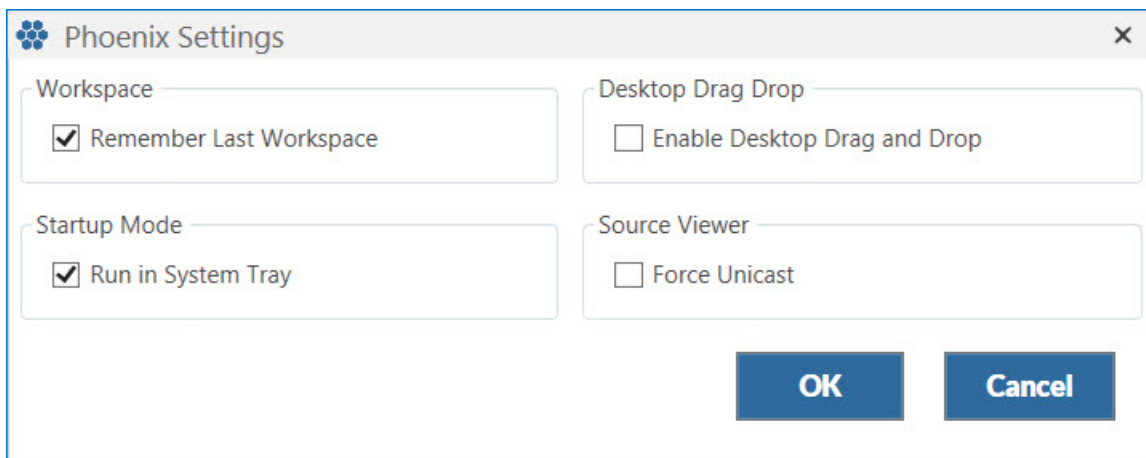 Phoenix Settings
Workspace
Remember Last Workspace
Desktop Drag Drop
Enable Desktop Drag and Drop
Startup Mode
Run in System Tray
Source Viewer
Force Unicast
OK
Cancel